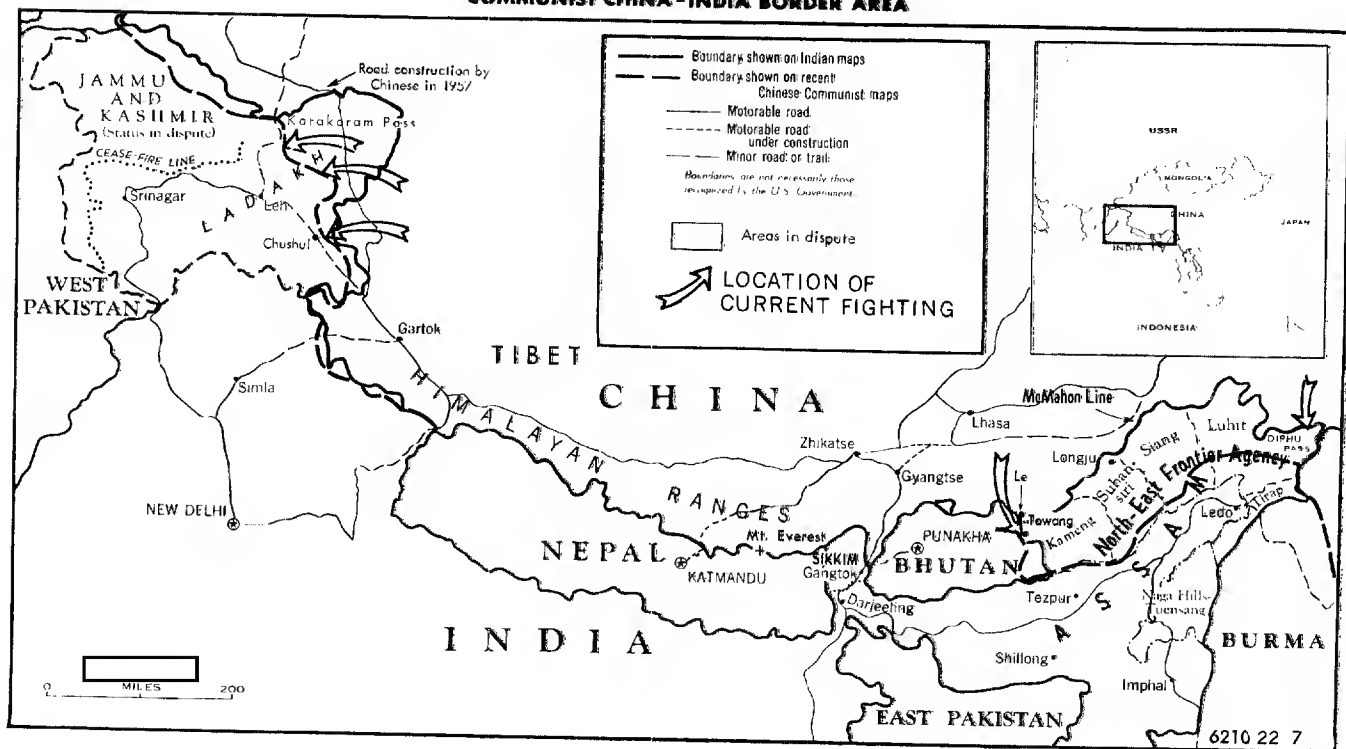 COMMUNIST CHINA-INDIA BORDER AREA
JAMMU
AND
KASHMIR
(Status in dispute)
CEASE-FIRE LINE
Srinagar
Road construction by
Chinese in 1957
Karakoram Pass
LADAKH
Leh
Chushul
WEST
PAKISTAN
Boundary shown on Indian maps
Boundary shown on recent
Chinese Communist maps
Motorable road
Motorable road
under construction
Minor road or trail
Boundaries are not necessarily those
recognized by the U.S. Government.
Areas in dispute
LOCATION OF
CURRENT FIGHTING
USSR
MONGOLIA
CHINA
JAPAN
INDIA
INDONESIA
Gartok
Simla
TIBET
CHINA
HIMALAYAN
RANGES
NEW DELHI
NEPAL
Mt. Everest
KATMANDU
SIKKIM
Gangtok
Darjeeling
Zhikatse
Gyangtse
Lhasa
McMahon Line
Le
Towang
Longju
PUNAKHA
BHUTAN
Kameng
Suban-
siri
Siang
Luhit
DIPHU
PASS
North-East Frontier Agency
Tirap
Ledo
ASSAM
Tezpur
Naga Hills-
Tuensang
INDIA
Shillong
Imphal
BURMA
EAST PAKISTAN
0 MILES 200
6210 22 7